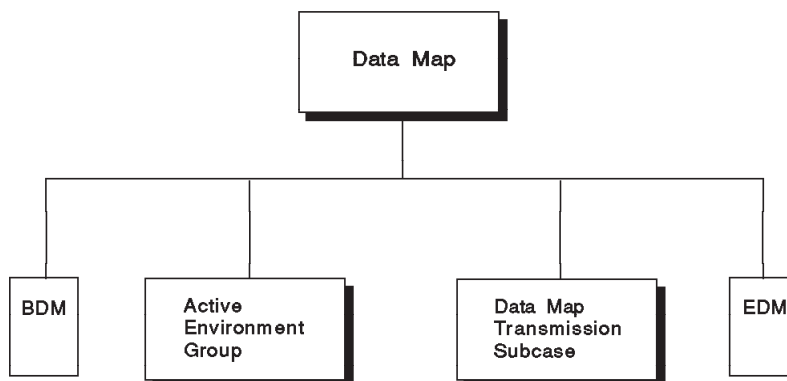 Data Map
BDM
Active
Environment
Group
Data Map
Transmission
Subcase
EDM